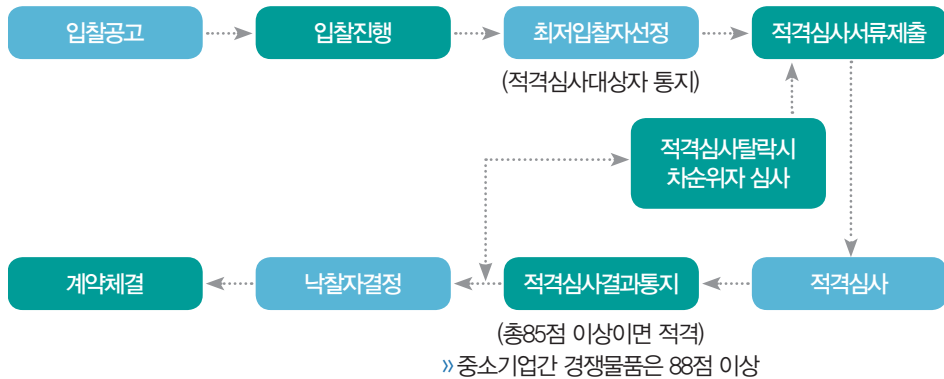 입찰공고
입찰진행
최저입찰자선정
적격심사서류제출
(적격심사대상자 통지)
적격심사탈락시
차순위자 심사
계약체결
낙찰자결정
적격심사결과통지
적격심사
(총85점 이상이면 적격)
» 중소기업간 경쟁물품은 88점 이상